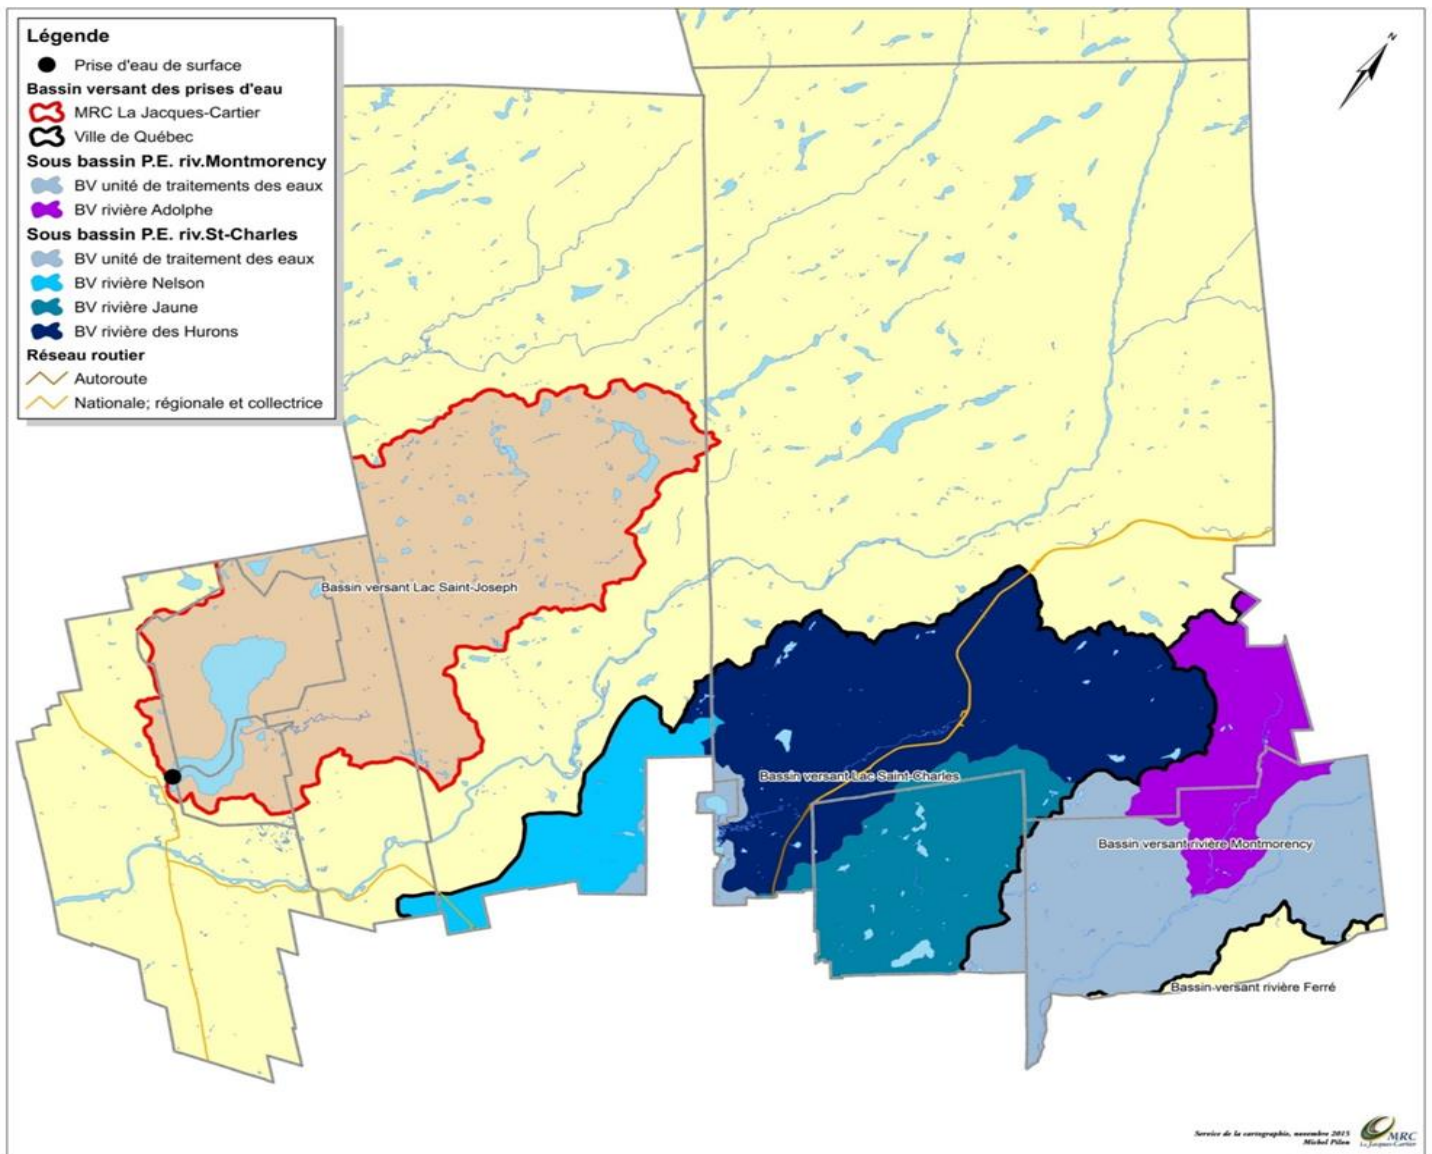 Légende
Prise d'eau de surface
Bassin versant des prises d'eau
MRC La Jacques-Cartier
Ville de Québec
Sous bassin P.E. riv.Montmorency
BV unité de traitements des eaux
BV rivière Adolphe
Sous bassin P.E. riv.St-Charles
BV unité de traitement des eaux
BV rivière Nelson
BV rivière Jaune
BV rivière des Hurons
Réseau routier
Autoroute
Nationale; régionale et collectrice
N
Bassin versant Lac Saint-Joseph
Bassin versant Lac Saint-Charles
Bassin versant rivière Montmorency
Bassin versant rivière Ferré
Service de la cartographie, novembre 2015
Michel Pilon
MRC
La Jacques-Cartier